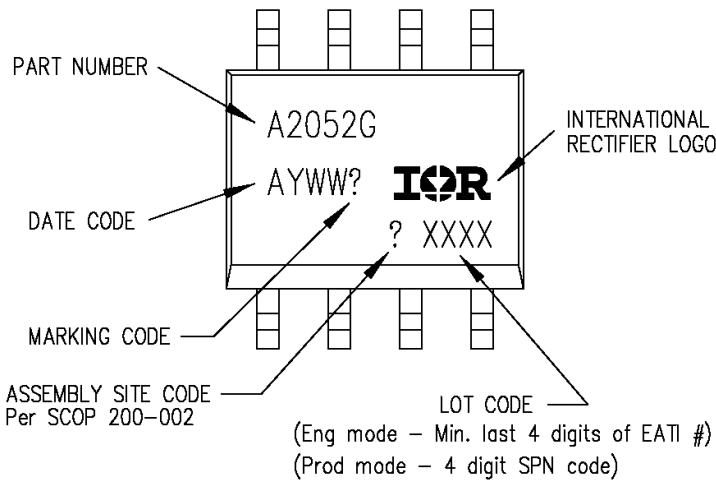 PART NUMBER
A2052G
INTERNATIONAL
RECTIFIER LOGO
AYWW?
IOR
DATE CODE
? XXXX
MARKING CODE
ASSEMBLY SITE CODE
Per SCOP 200-002
LOT CODE
(Eng mode - Min. last 4 digits of EATI #)
(Prod mode - 4 digit SPN code)